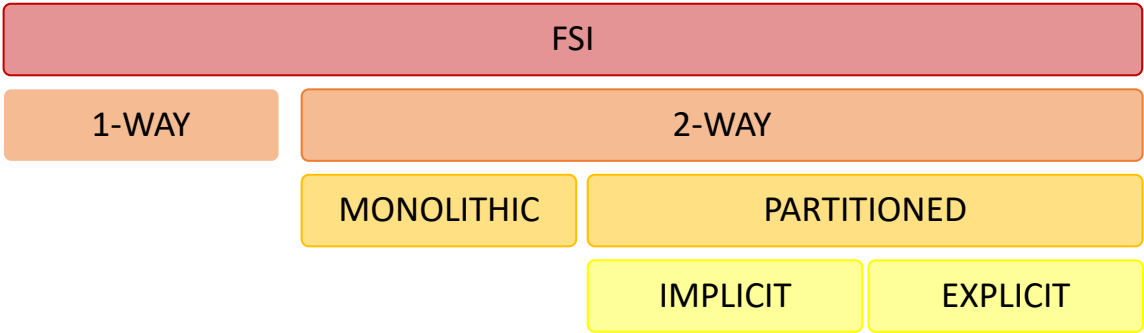 FSI
1-WAY
2-WAY
MONOLITHIC
PARTITIONED
IMPLICIT
EXPLICIT